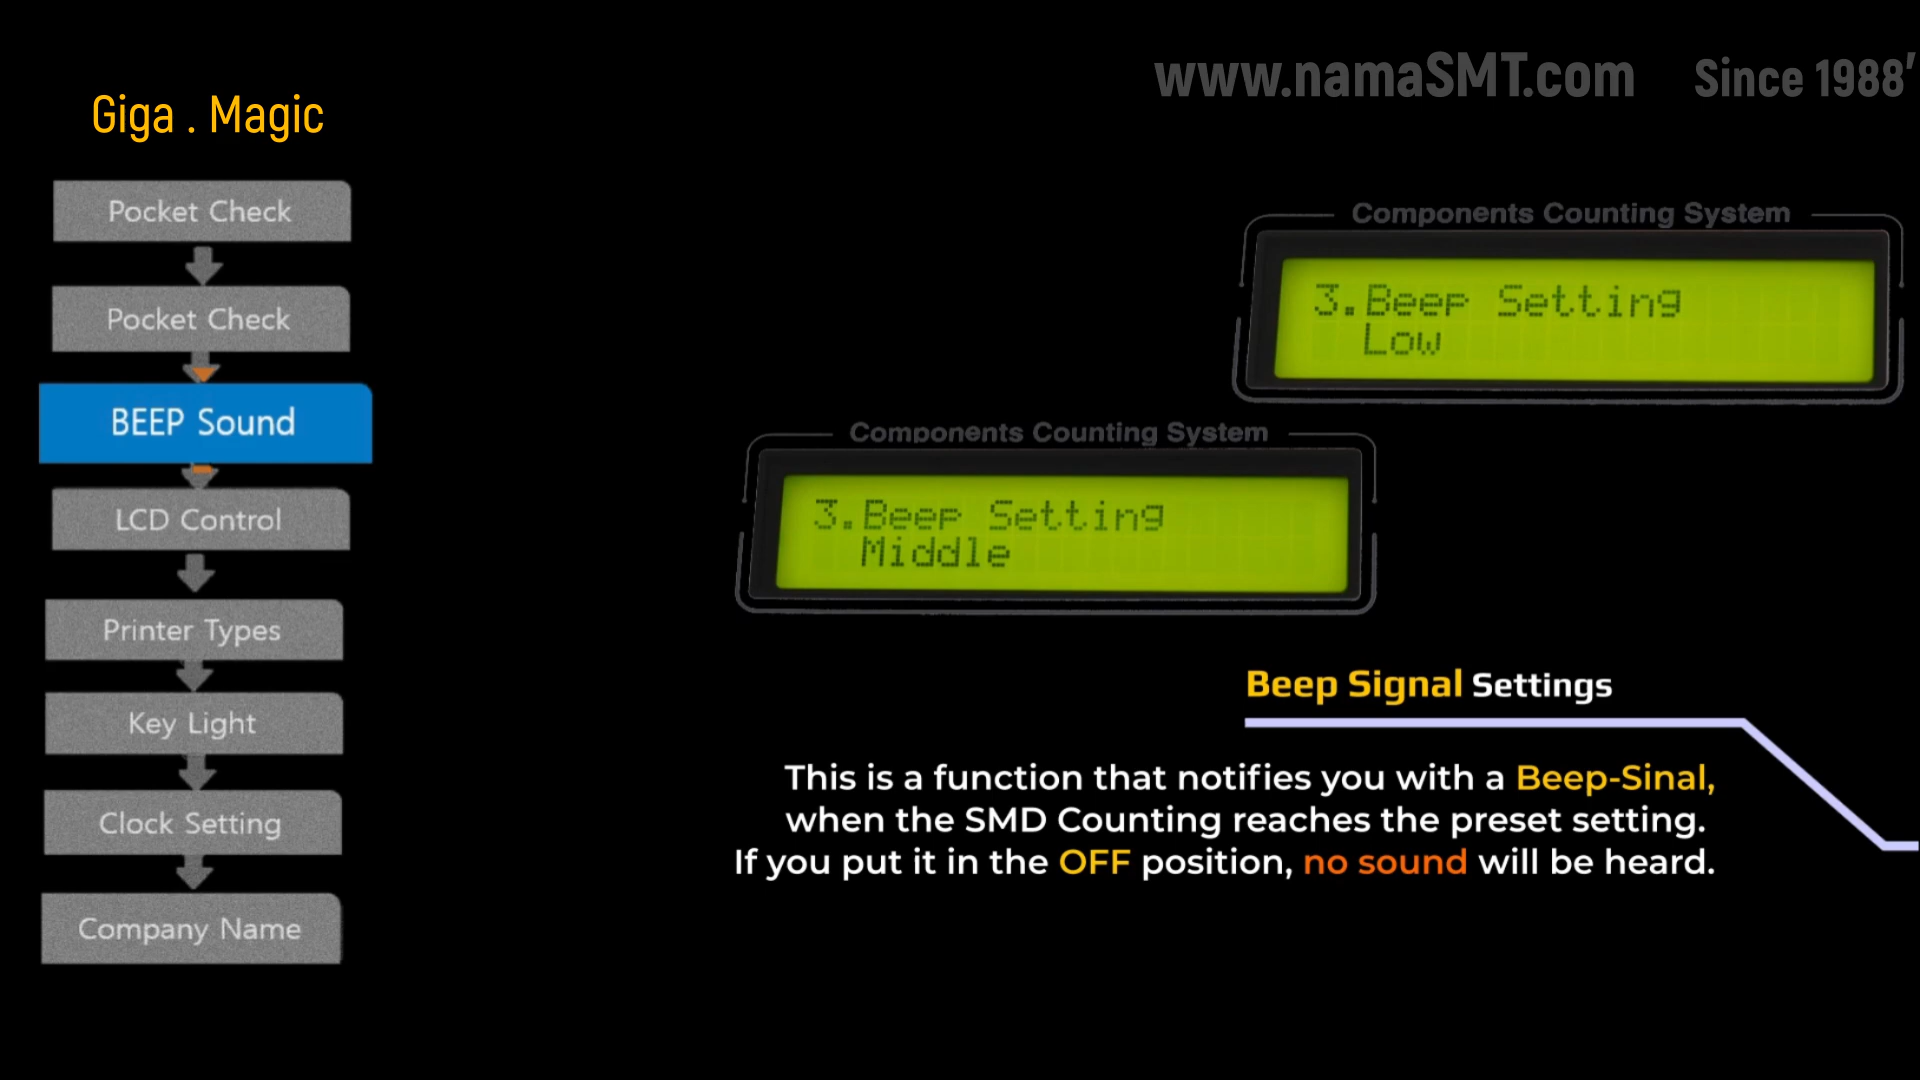 www.namaSMT.com Since 1988'
Giga . Magic
Pocket Check
Pocket Check
BEEP Sound
LCD Control
Printer Types
Key Light
Clock Setting
Company Name
Components Counting System
3.Beep Setting
Low
Components Counting System
3.Beep Setting
Middle
Beep Signal Settings
This is a function that notifies you with a Beep-Sinal,
when the SMD Counting reaches the preset setting.
If you put it in the OFF position, no sound will be heard.